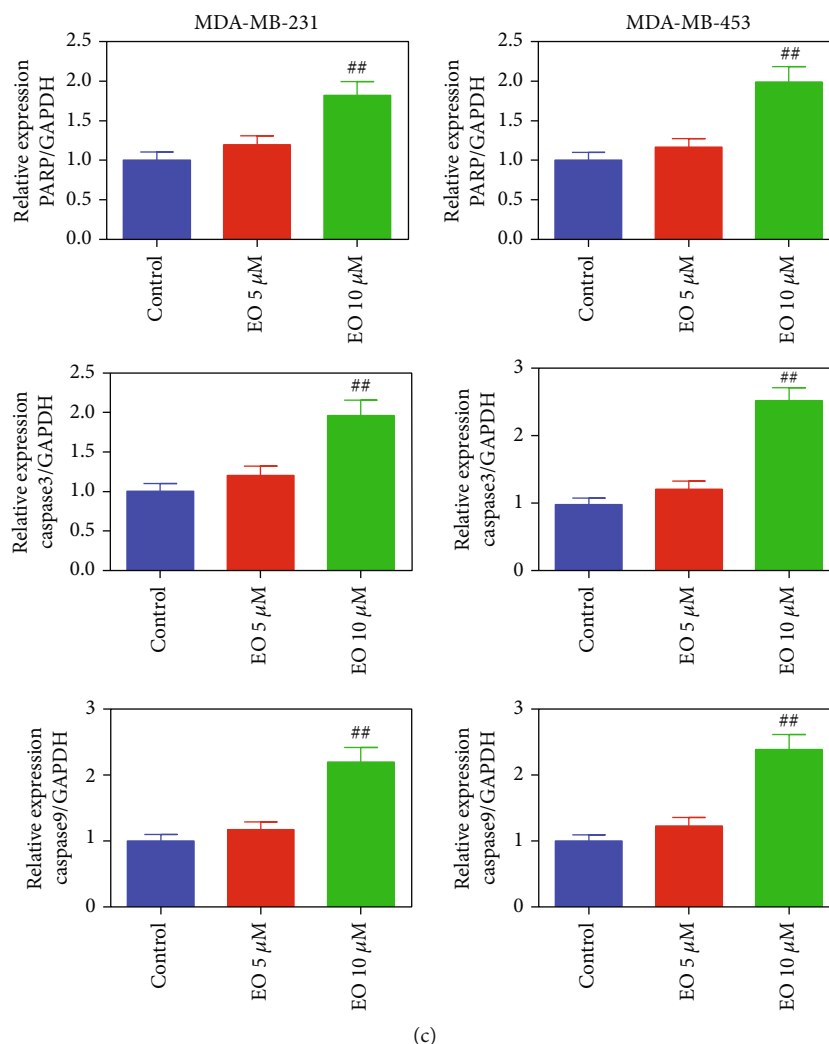 MDA-MB-231
Relative expression
PARP/GAPDH
2.5
2.0
1.5
1.0
0.5
0.0
##
Control
EO 5 μM
EO 10 μM
MDA-MB-453
Relative expression
PARP/GAPDH
2.5
2.0
1.5
1.0
0.5
0.0
##
Control
EO 5 μM
EO 10 μM
Relative expression
caspase3/GAPDH
2.5
2.0
1.5
1.0
0.5
0.0
##
Control
EO 5 μM
EO 10 μM
Relative expression
caspase3/GAPDH
3
2
1
0
##
Control
EO 5 μM
EO 10 μM
Relative expression
caspase9/GAPDH
3
2
1
0
##
Control
EO 5 μM
EO 10 μM
Relative expression
caspase9/GAPDH
3
2
1
0
##
Control
EO 5 μM
EO 10 μM
(c)